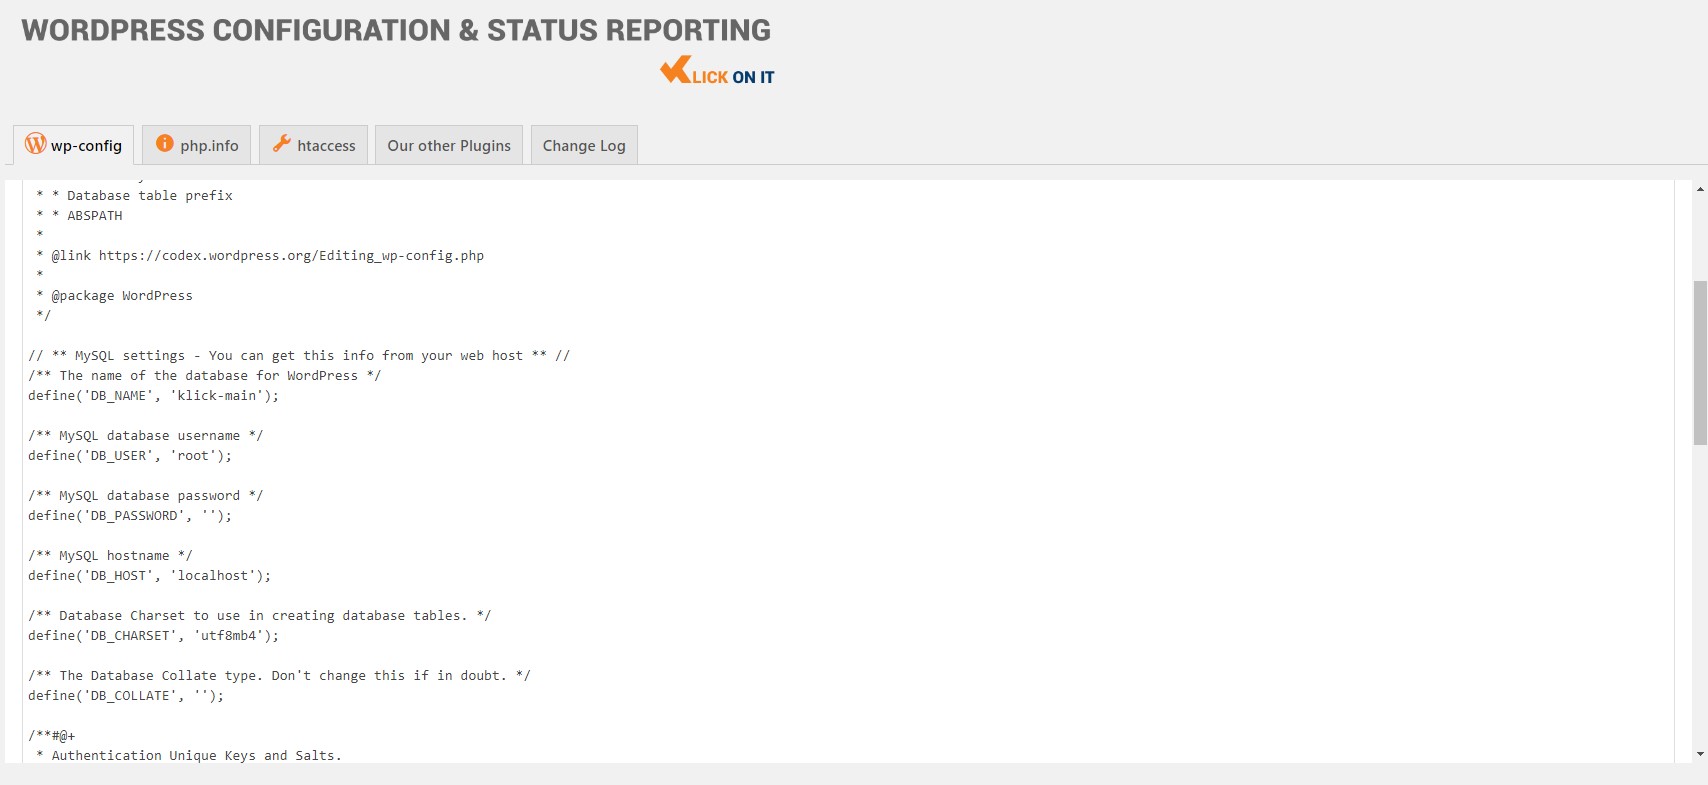 WORDPRESS CONFIGURATION & STATUS REPORTING
KLICK ON IT
wp-config
php.info
htaccess
Our other Plugins
Change Log
* * Database table prefix
* * ABSPATH
*
* @link https://codex.wordpress.org/Editing_wp-config.php
*
* @package WordPress
*/
// ** MySQL settings - You can get this info from your web host ** //
/** The name of the database for WordPress */
define('DB_NAME', 'klick-main');
/** MySQL database username */
define('DB_USER', 'root');
/** MySQL database password */
define('DB_PASSWORD', '');
/** MySQL hostname */
define('DB_HOST', 'localhost');
/** Database Charset to use in creating database tables. */
define('DB_CHARSET', 'utf8mb4');
/** The Database Collate type. Don't change this if in doubt. */
define('DB_COLLATE', '');
/**#@+
* Authentication Unique Keys and Salts.